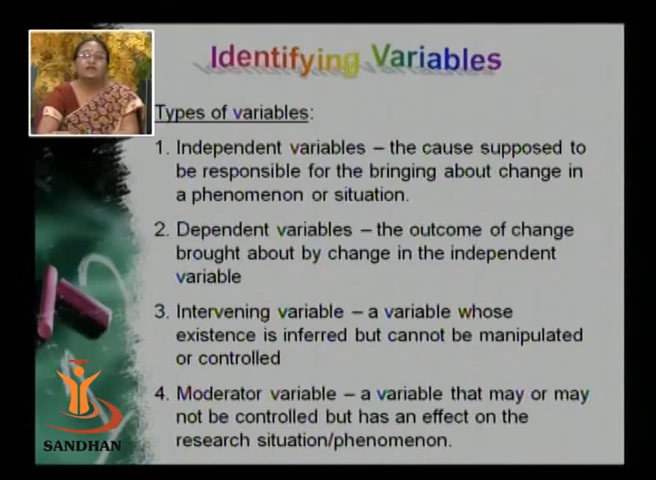 Identifying Variables
Types of variables:
1. Independent variables – the cause supposed to
be responsible for the bringing about change in
a phenomenon or situation.
2. Dependent variables – the outcome of change
brought about by change in the independent
variable
3. Intervening variable – a variable whose
existence is inferred but cannot be manipulated
or controlled
4. Moderator variable – a variable that may or may
not be controlled but has an effect on the
research situation/phenomenon.
SANDHAN